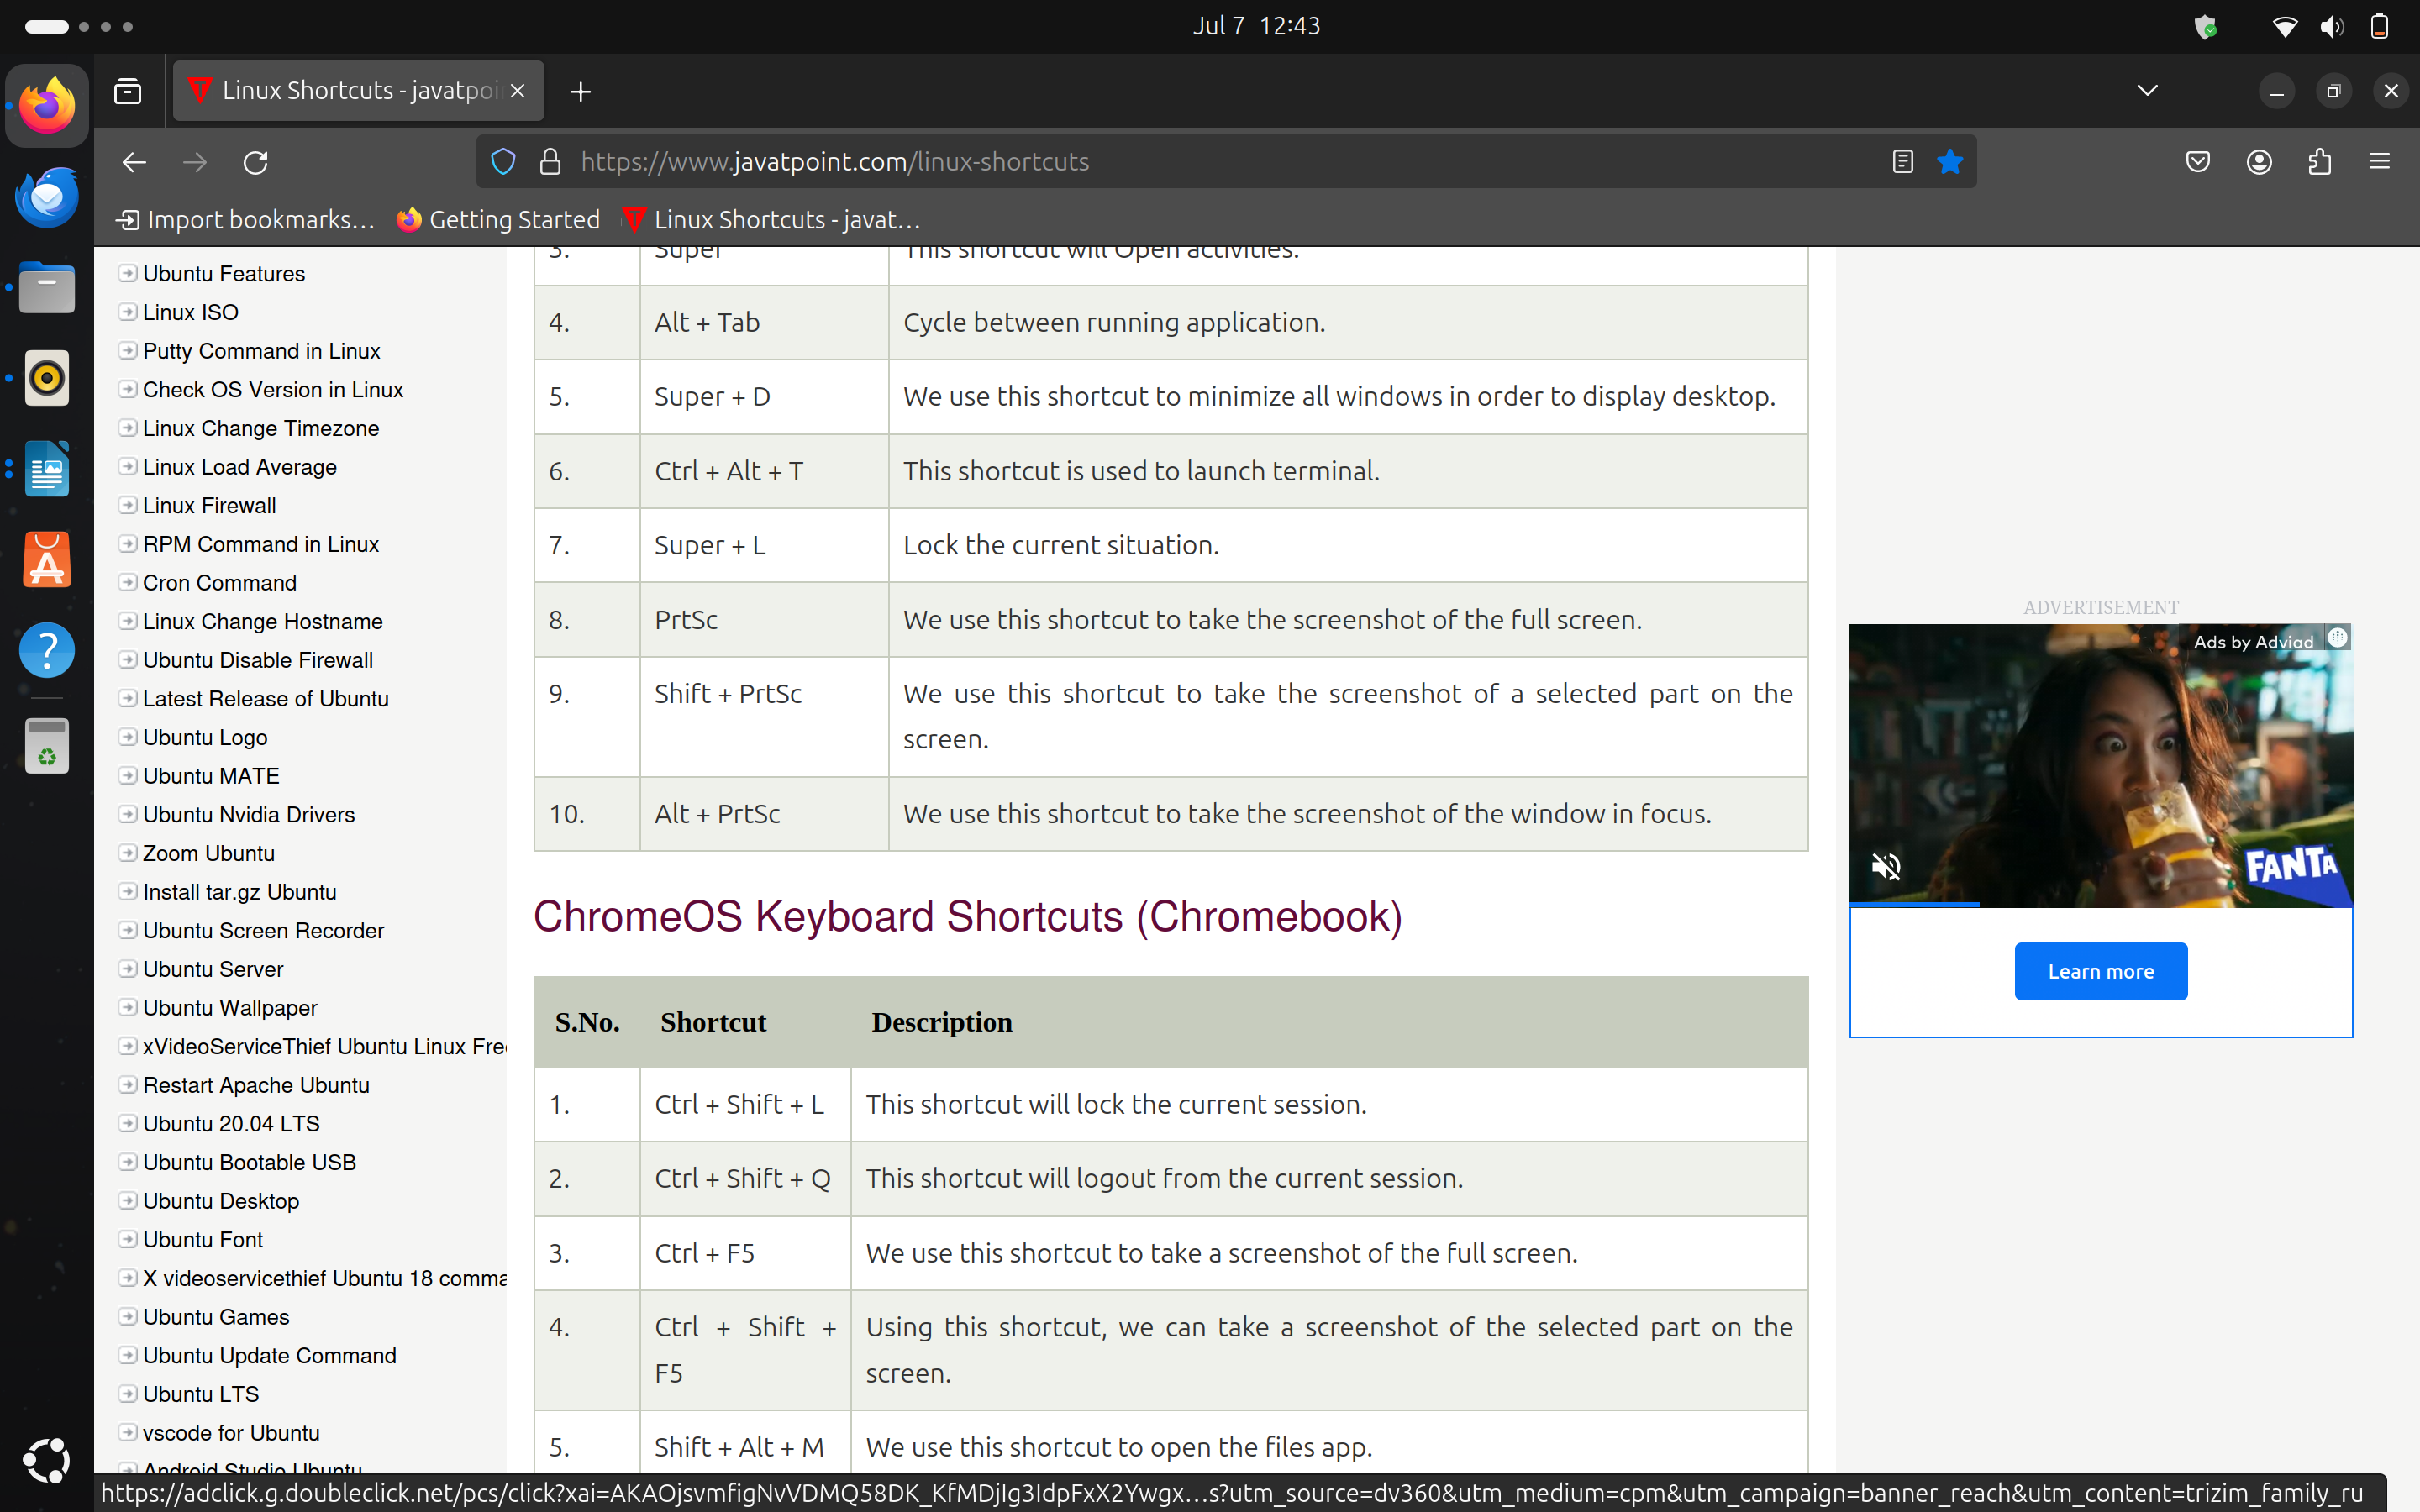 Jul 7 12:43
Linux Shortcuts - javatpoi
https://www.javatpoint.com/linux-shortcuts
Import bookmarks...
Getting Started
Linux Shortcuts - javat...
Ubuntu Features
Linux ISO
Putty Command in Linux
Check OS Version in Linux
Linux Change Timezone
Linux Load Average
Linux Firewall
RPM Command in Linux
Cron Command
Linux Change Hostname
Ubuntu Disable Firewall
Latest Release of Ubuntu
Ubuntu Logo
Ubuntu MATE
Ubuntu Nvidia Drivers
Zoom Ubuntu
Install tar.gz Ubuntu
Ubuntu Screen Recorder
Ubuntu Server
Ubuntu Wallpaper
xVideoServiceThief Ubuntu Linux Fre
Restart Apache Ubuntu
Ubuntu 20.04 LTS
Ubuntu Bootable USB
Ubuntu Desktop
Ubuntu Font
X videoservicethief Ubuntu 18 comma
Ubuntu Games
Ubuntu Update Command
Ubuntu LTS
vscode for Ubuntu
Android Studio Ubuntu
3. Super This shortcut will Open activities.
4. Alt + Tab Cycle between running application.
5. Super + D We use this shortcut to minimize all windows in order to display desktop.
6. Ctrl + Alt + T This shortcut is used to launch terminal.
7. Super + L Lock the current situation.
8. PrtSc We use this shortcut to take the screenshot of the full screen.
9. Shift + PrtSc We use this shortcut to take the screenshot of a selected part on the
screen.
10. Alt + PrtSc We use this shortcut to take the screenshot of the window in focus.
ChromeOS Keyboard Shortcuts (Chromebook)
S.No. Shortcut Description
1. Ctrl + Shift + L This shortcut will lock the current session.
2. Ctrl + Shift + Q This shortcut will logout from the current session.
3. Ctrl + F5 We use this shortcut to take a screenshot of the full screen.
4. Ctrl + Shift + Using this shortcut, we can take a screenshot of the selected part on the
F5 screen.
5. Shift + Alt + M We use this shortcut to open the files app.
ADVERTISEMENT
Ads by Adviad
FANTA
Learn more
https://adclick.g.doubleclick.net/pcs/click?xai=AKAOjsvmfigNvVDMQ58DK_KfMDjIg3IdpFxX2Ywgx...s?utm_source=dv360&utm_medium=cpm&utm_campaign=banner_reach&utm_content=trizim_family_ru